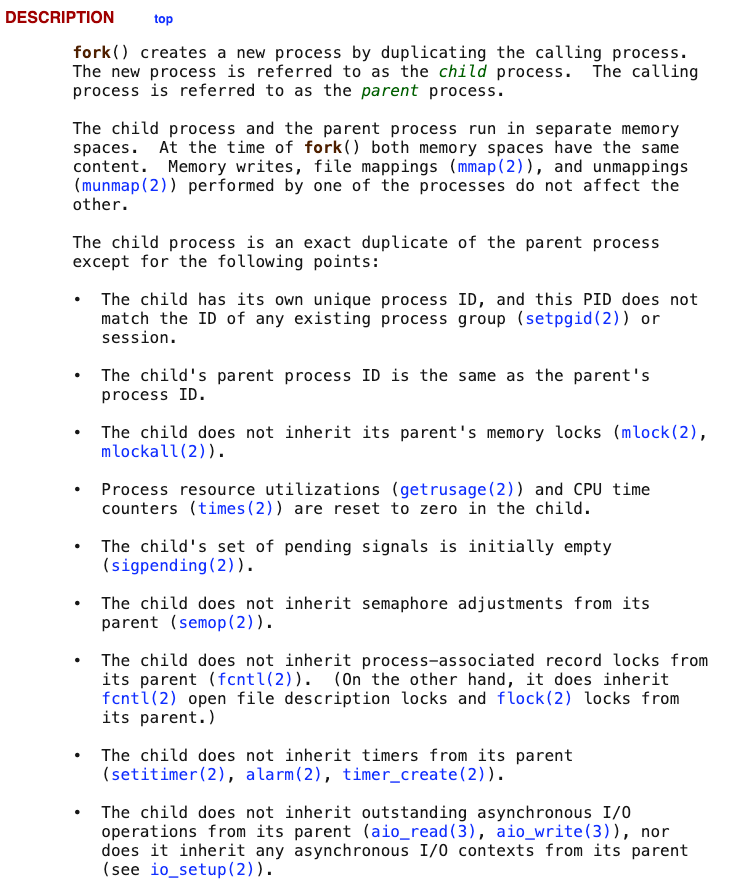 DESCRIPTION top
fork() creates a new process by duplicating the calling process.
The new process is referred to as the child process.  The calling
process is referred to as the parent process.
The child process and the parent process run in separate memory
spaces.  At the time of fork() both memory spaces have the same
content.  Memory writes, file mappings (mmap(2)), and unmappings
(munmap(2)) performed by one of the processes do not affect the
other.
The child process is an exact duplicate of the parent process
except for the following points:
•  The child has its own unique process ID, and this PID does not
match the ID of any existing process group (setpgid(2)) or
session.
•  The child's parent process ID is the same as the parent's
process ID.
•  The child does not inherit its parent's memory locks (mlock(2),
mlockall(2)).
•  Process resource utilizations (getrusage(2)) and CPU time
counters (times(2)) are reset to zero in the child.
•  The child's set of pending signals is initially empty
(sigpending(2)).
•  The child does not inherit semaphore adjustments from its
parent (semop(2)).
•  The child does not inherit process-associated record locks from
its parent (fcntl(2)).  (On the other hand, it does inherit
fcntl(2) open file description locks and flock(2) locks from
its parent.)
•  The child does not inherit timers from its parent
(setitimer(2), alarm(2), timer_create(2)).
•  The child does not inherit outstanding asynchronous I/O
operations from its parent (aio_read(3), aio_write(3)), nor
does it inherit any asynchronous I/O contexts from its parent
(see io_setup(2)).